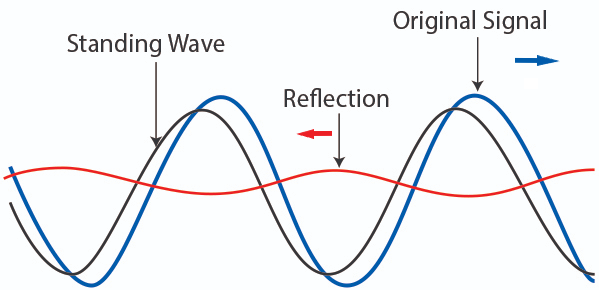 Original Signal
Standing Wave
Reflection